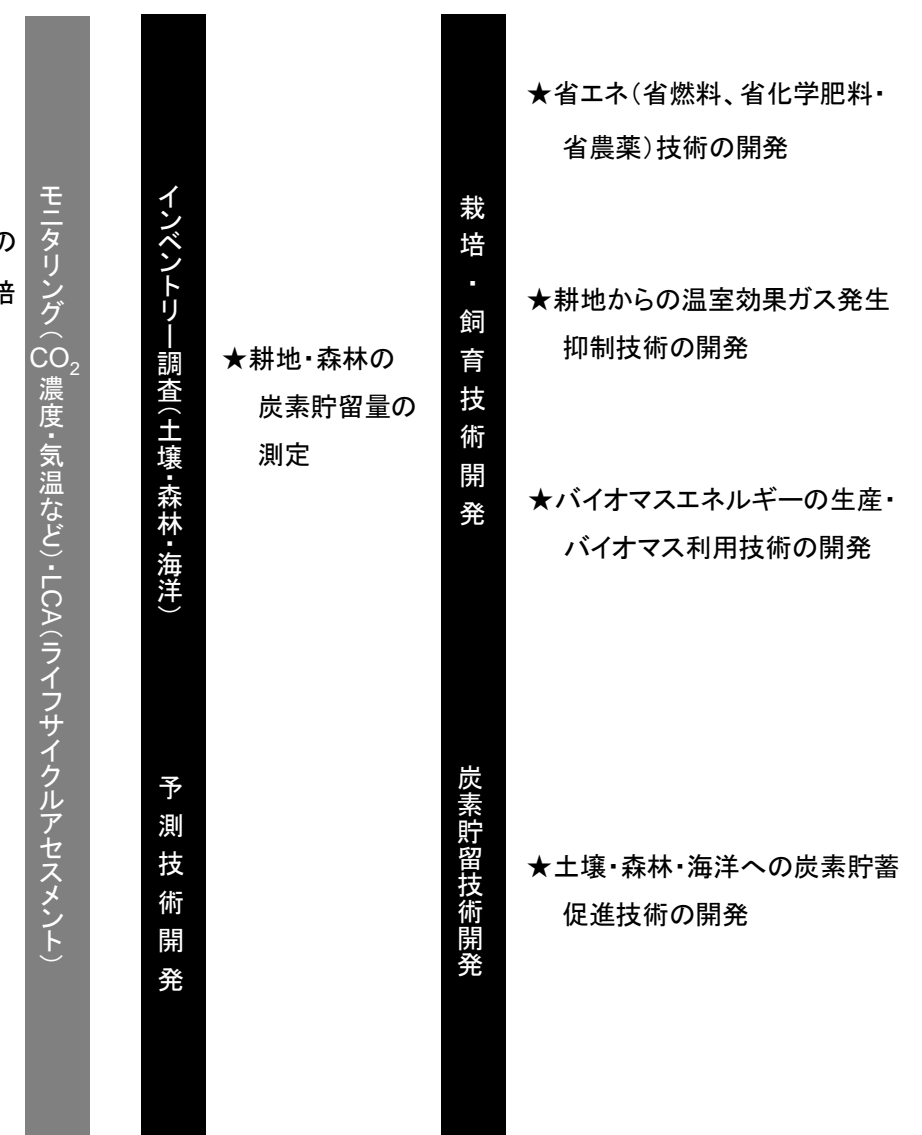 の
培
モニタリング（CO2濃度・気温など）・LCA（ライフサイクルアセスメント）
インベントリー調査（土壌・森林・海洋）
予測技術開発
★耕地・森林の
炭素貯留量の
測定
栽培・飼育技術開発
炭素貯留技術開発
★省エネ（省燃料、省化学肥料・
省農薬）技術の開発
★耕地からの温室効果ガス発生
抑制技術の開発
★バイオマスエネルギーの生産・
バイオマス利用技術の開発
★土壌・森林・海洋への炭素貯蓄
促進技術の開発